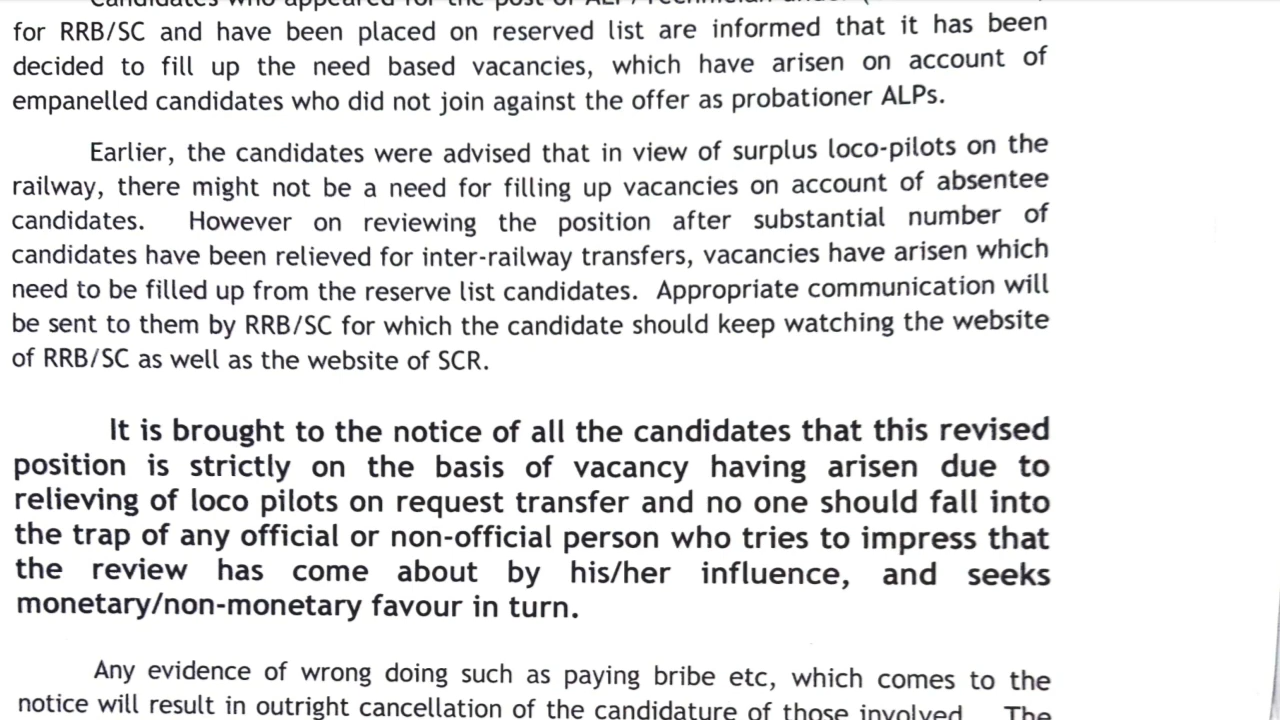 for RRB/SC and have been placed on reserved list are informed that it has been
decided to fill up the need based vacancies, which have arisen on account of
empanelled candidates who did not join against the offer as probationer ALPs.
Earlier, the candidates were advised that in view of surplus loco-pilots on the
railway, there might not be a need for filling up vacancies on account of absentee
candidates. However on reviewing the position after substantial number of
candidates have been relieved for inter-railway transfers, vacancies have arisen which
need to be filled up from the reserve list candidates. Appropriate communication will
be sent to them by RRB/SC for which the candidate should keep watching the website
of RRB/SC as well as the website of SCR.
It is brought to the notice of all the candidates that this revised
position is strictly on the basis of vacancy having arisen due to
relieving of loco pilots on request transfer and no one should fall into
the trap of any official or non-official person who tries to impress that
the review has come about by his/her influence, and seeks
monetary/non-monetary favour in turn.
Any evidence of wrong doing such as paying bribe etc, which comes to the
notice will result in outright cancellation of the candidature of those involved. The